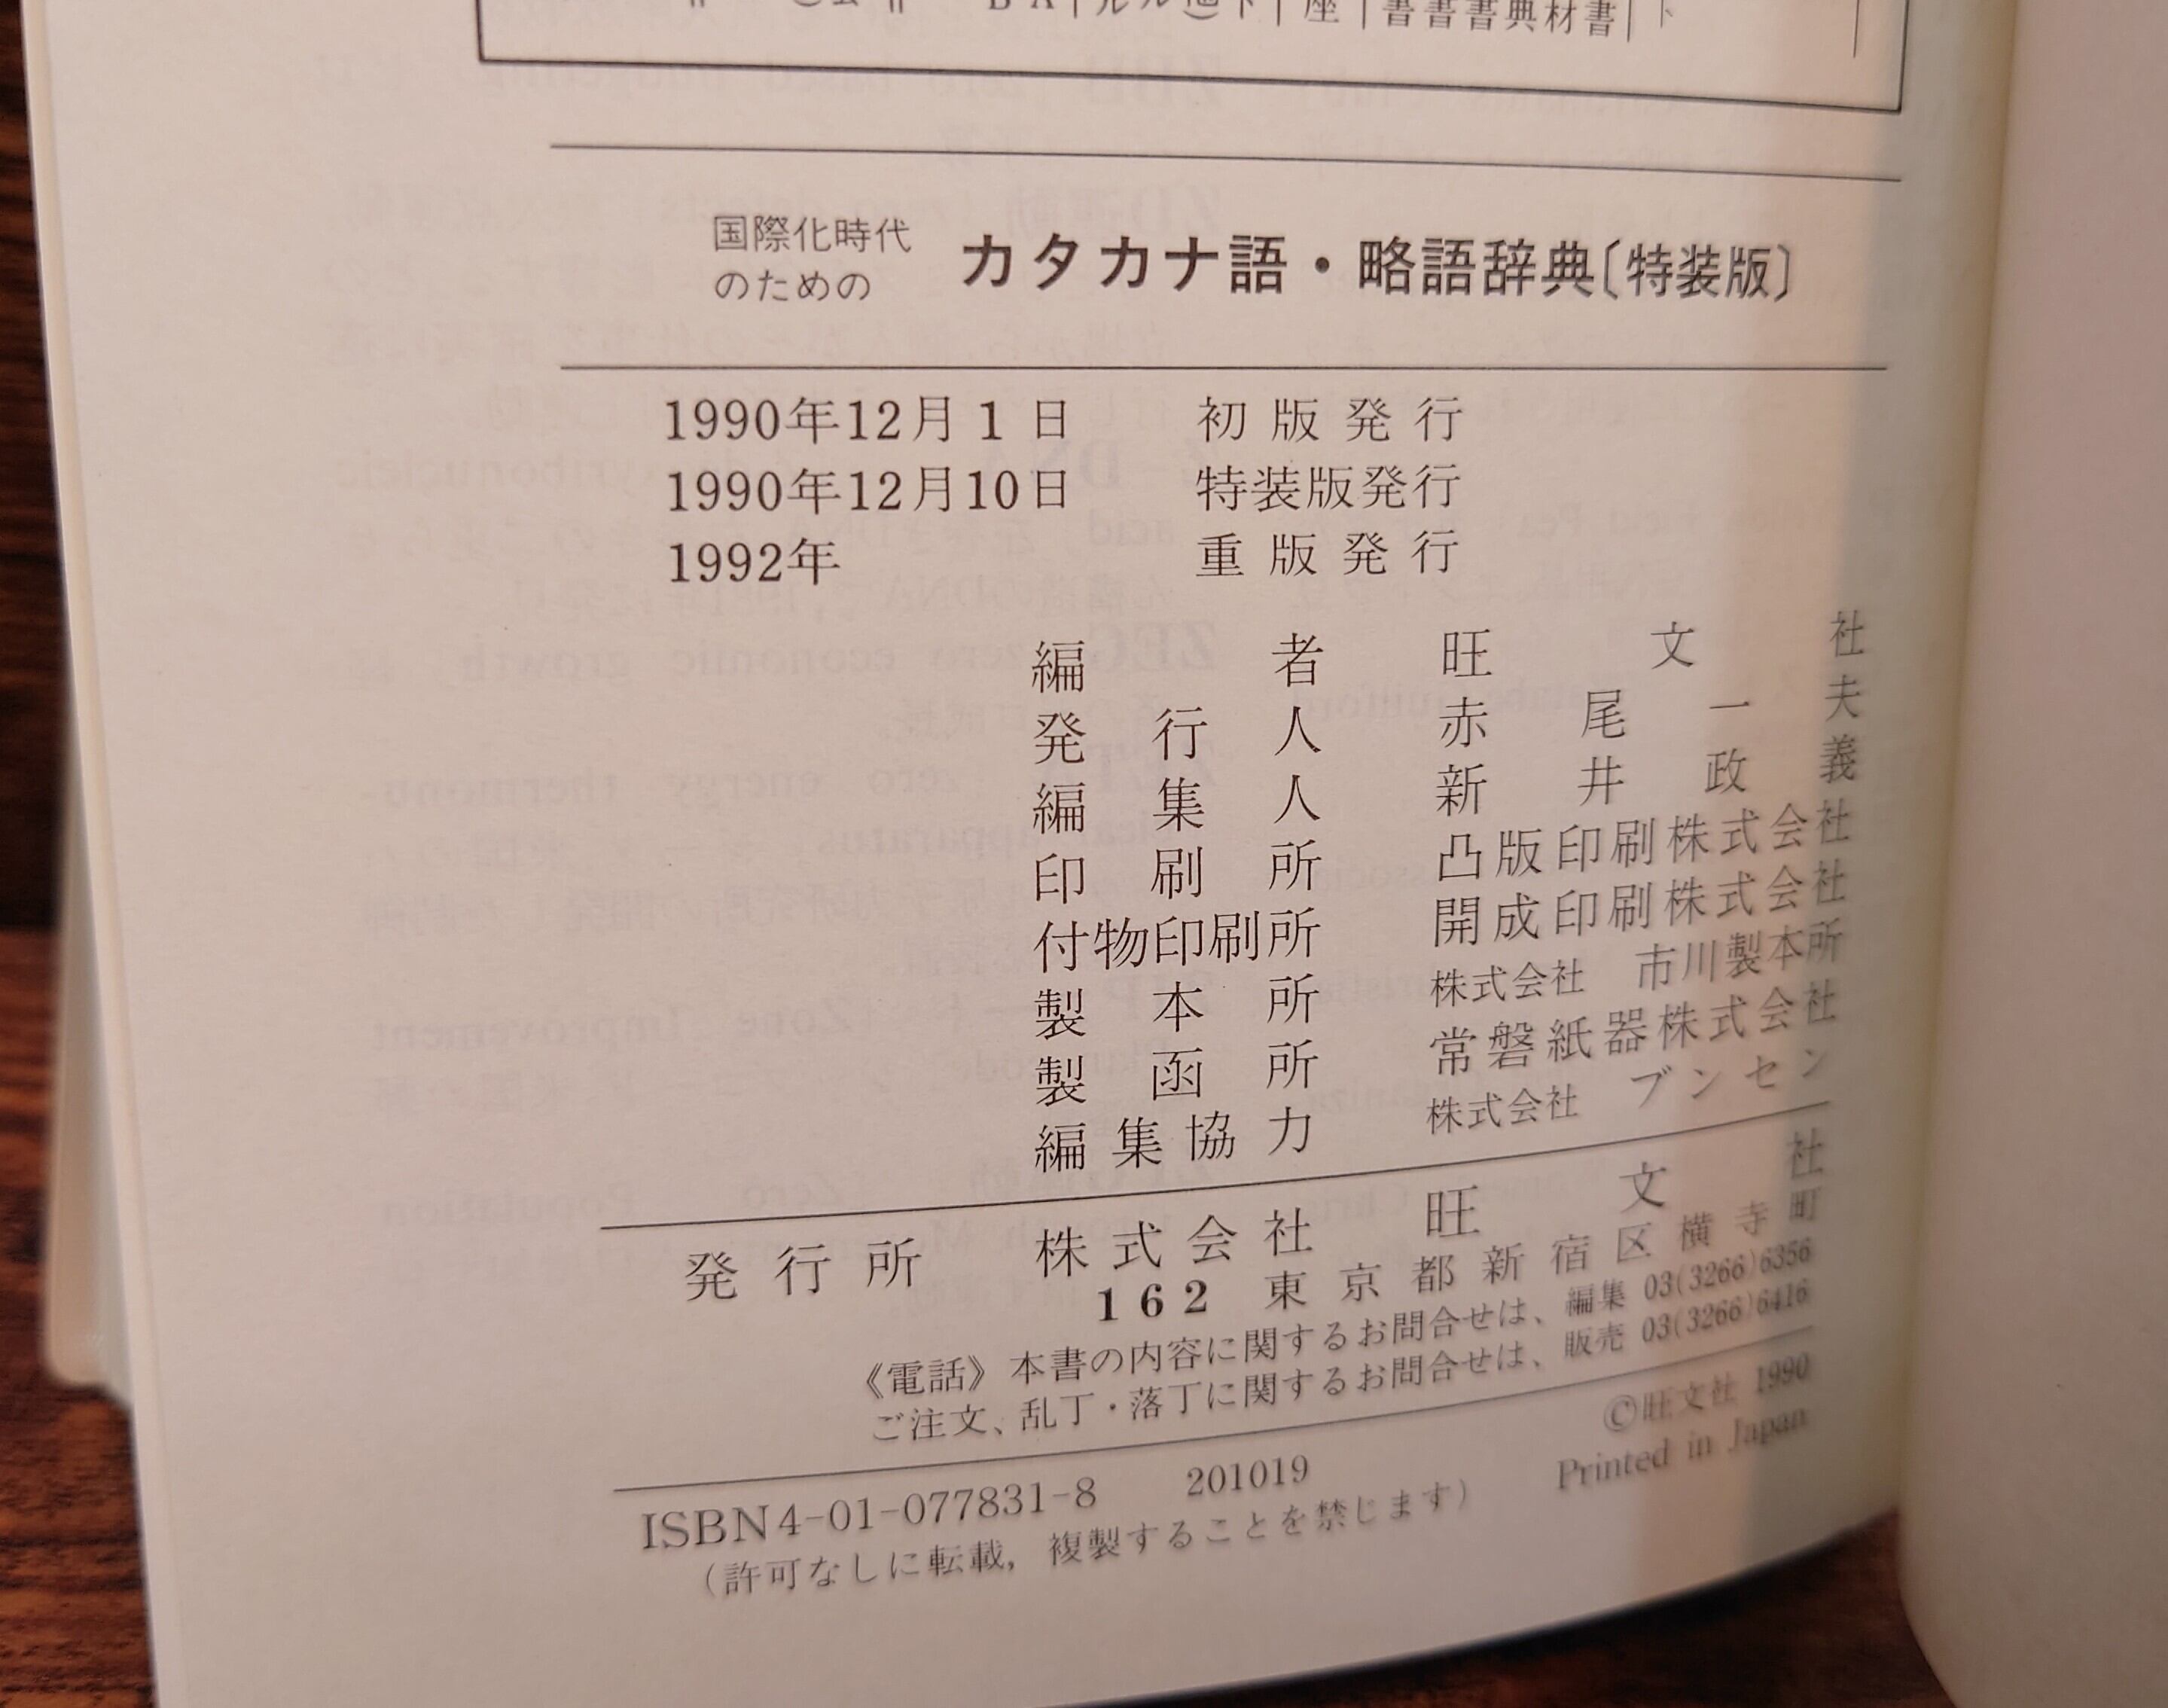 書書書典材書
国際化時代
のための
カタカナ語・略語辞典〔特装版〕
1990年12月1日 初版発行
1990年12月10日 特装版発行
1992年 重版発行
編者 旺文社
発行人 赤尾一夫
編集人 新井政義
印刷所 凸版印刷株式会社
付物印刷所 開成印刷株式会社
製本所 株式会社 市川製本所
製函所 常磐紙器株式会社
編集協力 株式会社 ブンセン
発行所 株式会社 旺文社
162 東京都新宿区横寺町
《電話》本書の内容に関するお問合せは、編集 03(3266)6356
ご注文、乱丁・落丁に関するお問合せは、販売 03(3266)6416
©旺文社 1990
ISBN4-01-077831-8 201019 Printed in Japan
(許可なしに転載,複製することを禁じます)